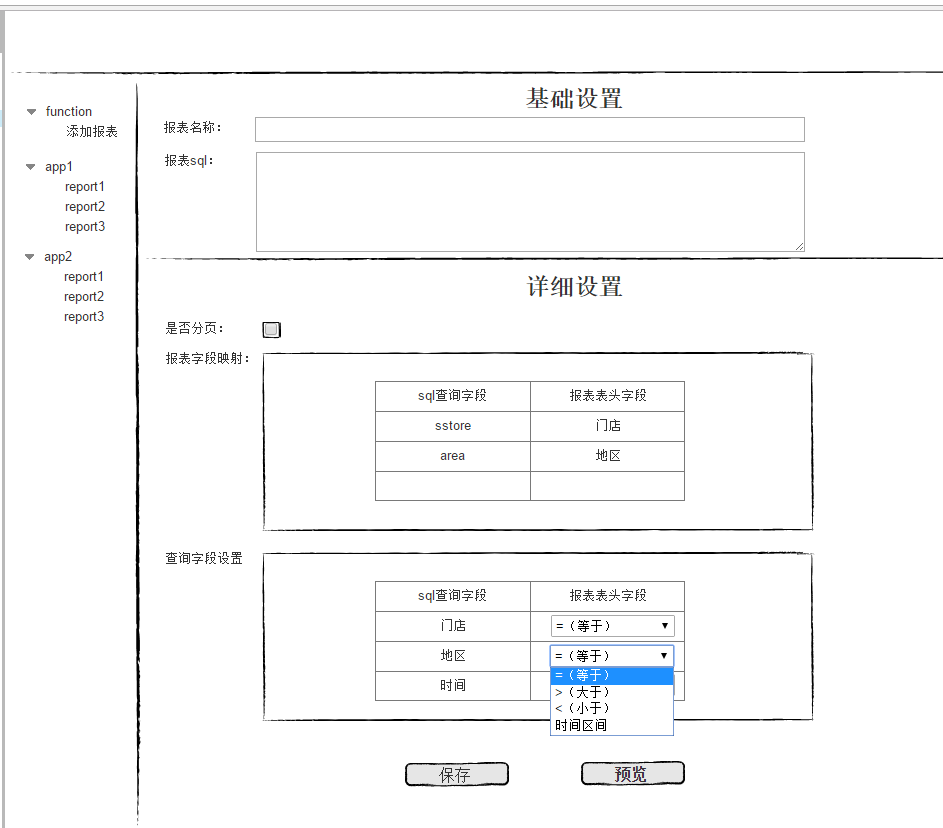 function
添加报表
app1
report1
report2
report3
app2
report1
report2
report3
基础设置
报表名称：
报表sql：
详细设置
是否分页：
报表字段映射：
sql查询字段 报表表头字段
sstore 门店
area 地区
查询字段设置
sql查询字段 报表表头字段
门店 =（等于）
地区 =（等于）
时间
=（等于）
>（大于）
<（小于）
时间区间
保存 预览